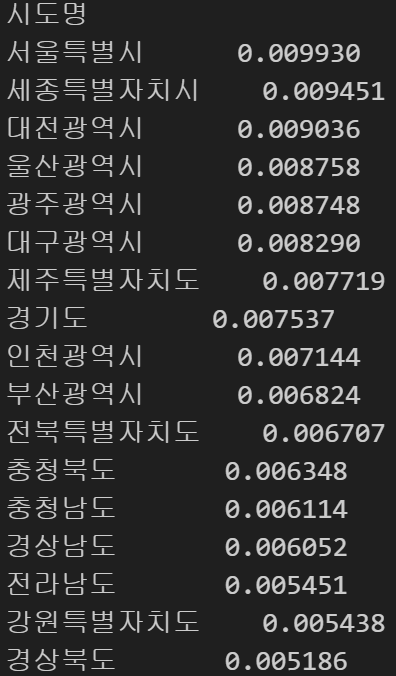 시도명
서울특별시 0.009930
세종특별자치시 0.009451
대전광역시 0.009036
울산광역시 0.008758
광주광역시 0.008748
대구광역시 0.008290
제주특별자치도 0.007719
경기도 0.007537
인천광역시 0.007144
부산광역시 0.006824
전북특별자치도 0.006707
충청북도 0.006348
충청남도 0.006114
경상남도 0.006052
전라남도 0.005451
강원특별자치도 0.005438
경상북도 0.005186